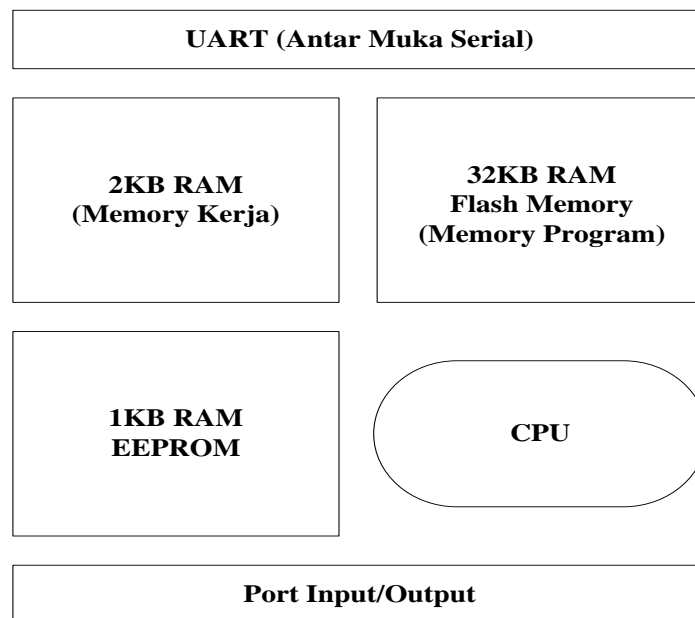 UART (Antar Muka Serial)
2KB RAM
(Memory Kerja)
32KB RAM
Flash Memory
(Memory Program)
1KB RAM
EEPROM
CPU
Port Input/Output